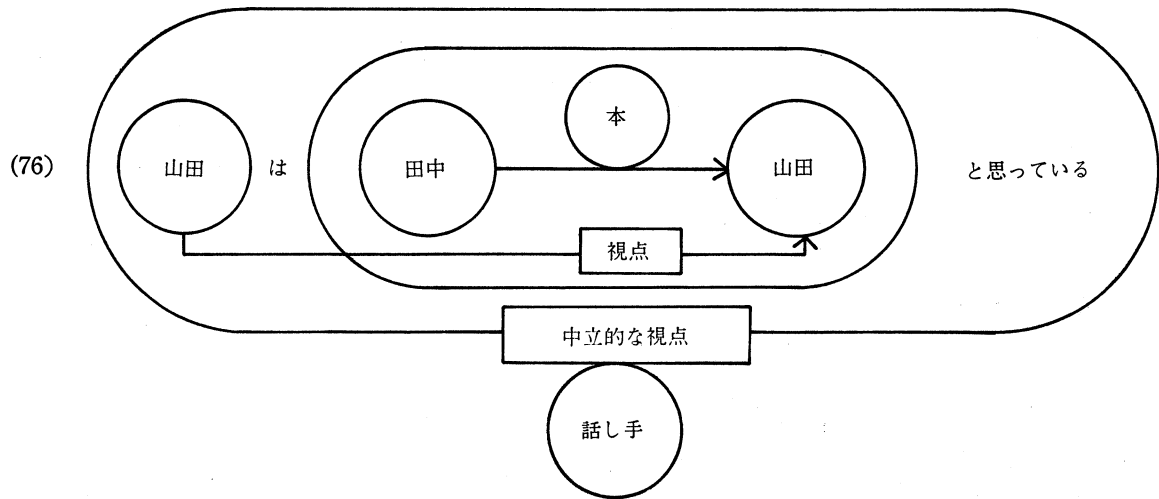 本
(76) 山田 は 田中 山田 と思っている
視点
中立的な視点
話し手